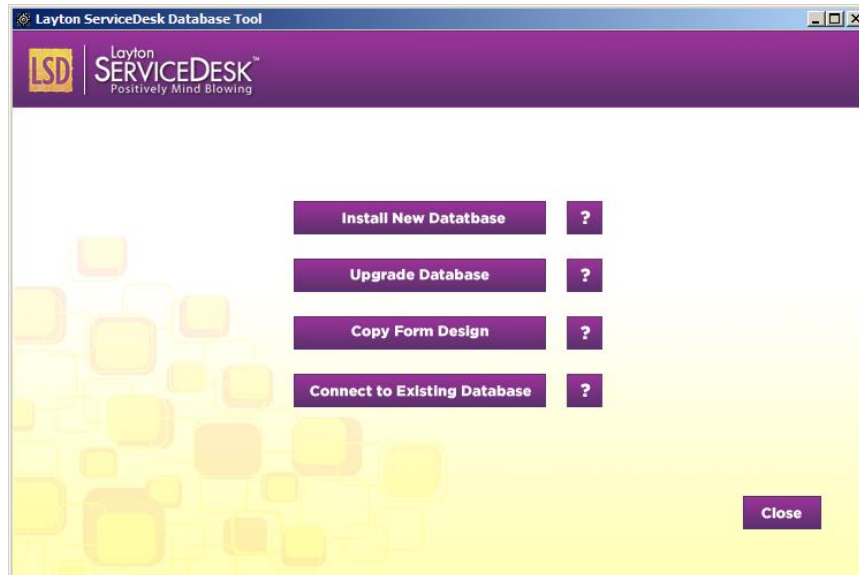 Layton ServiceDesk Database Tool
LSD
Layton
SERVICEDESK™
Positively Mind Blowing
Install New Datatbase ?
Upgrade Database ?
Copy Form Design ?
Connect to Existing Database ?
Close